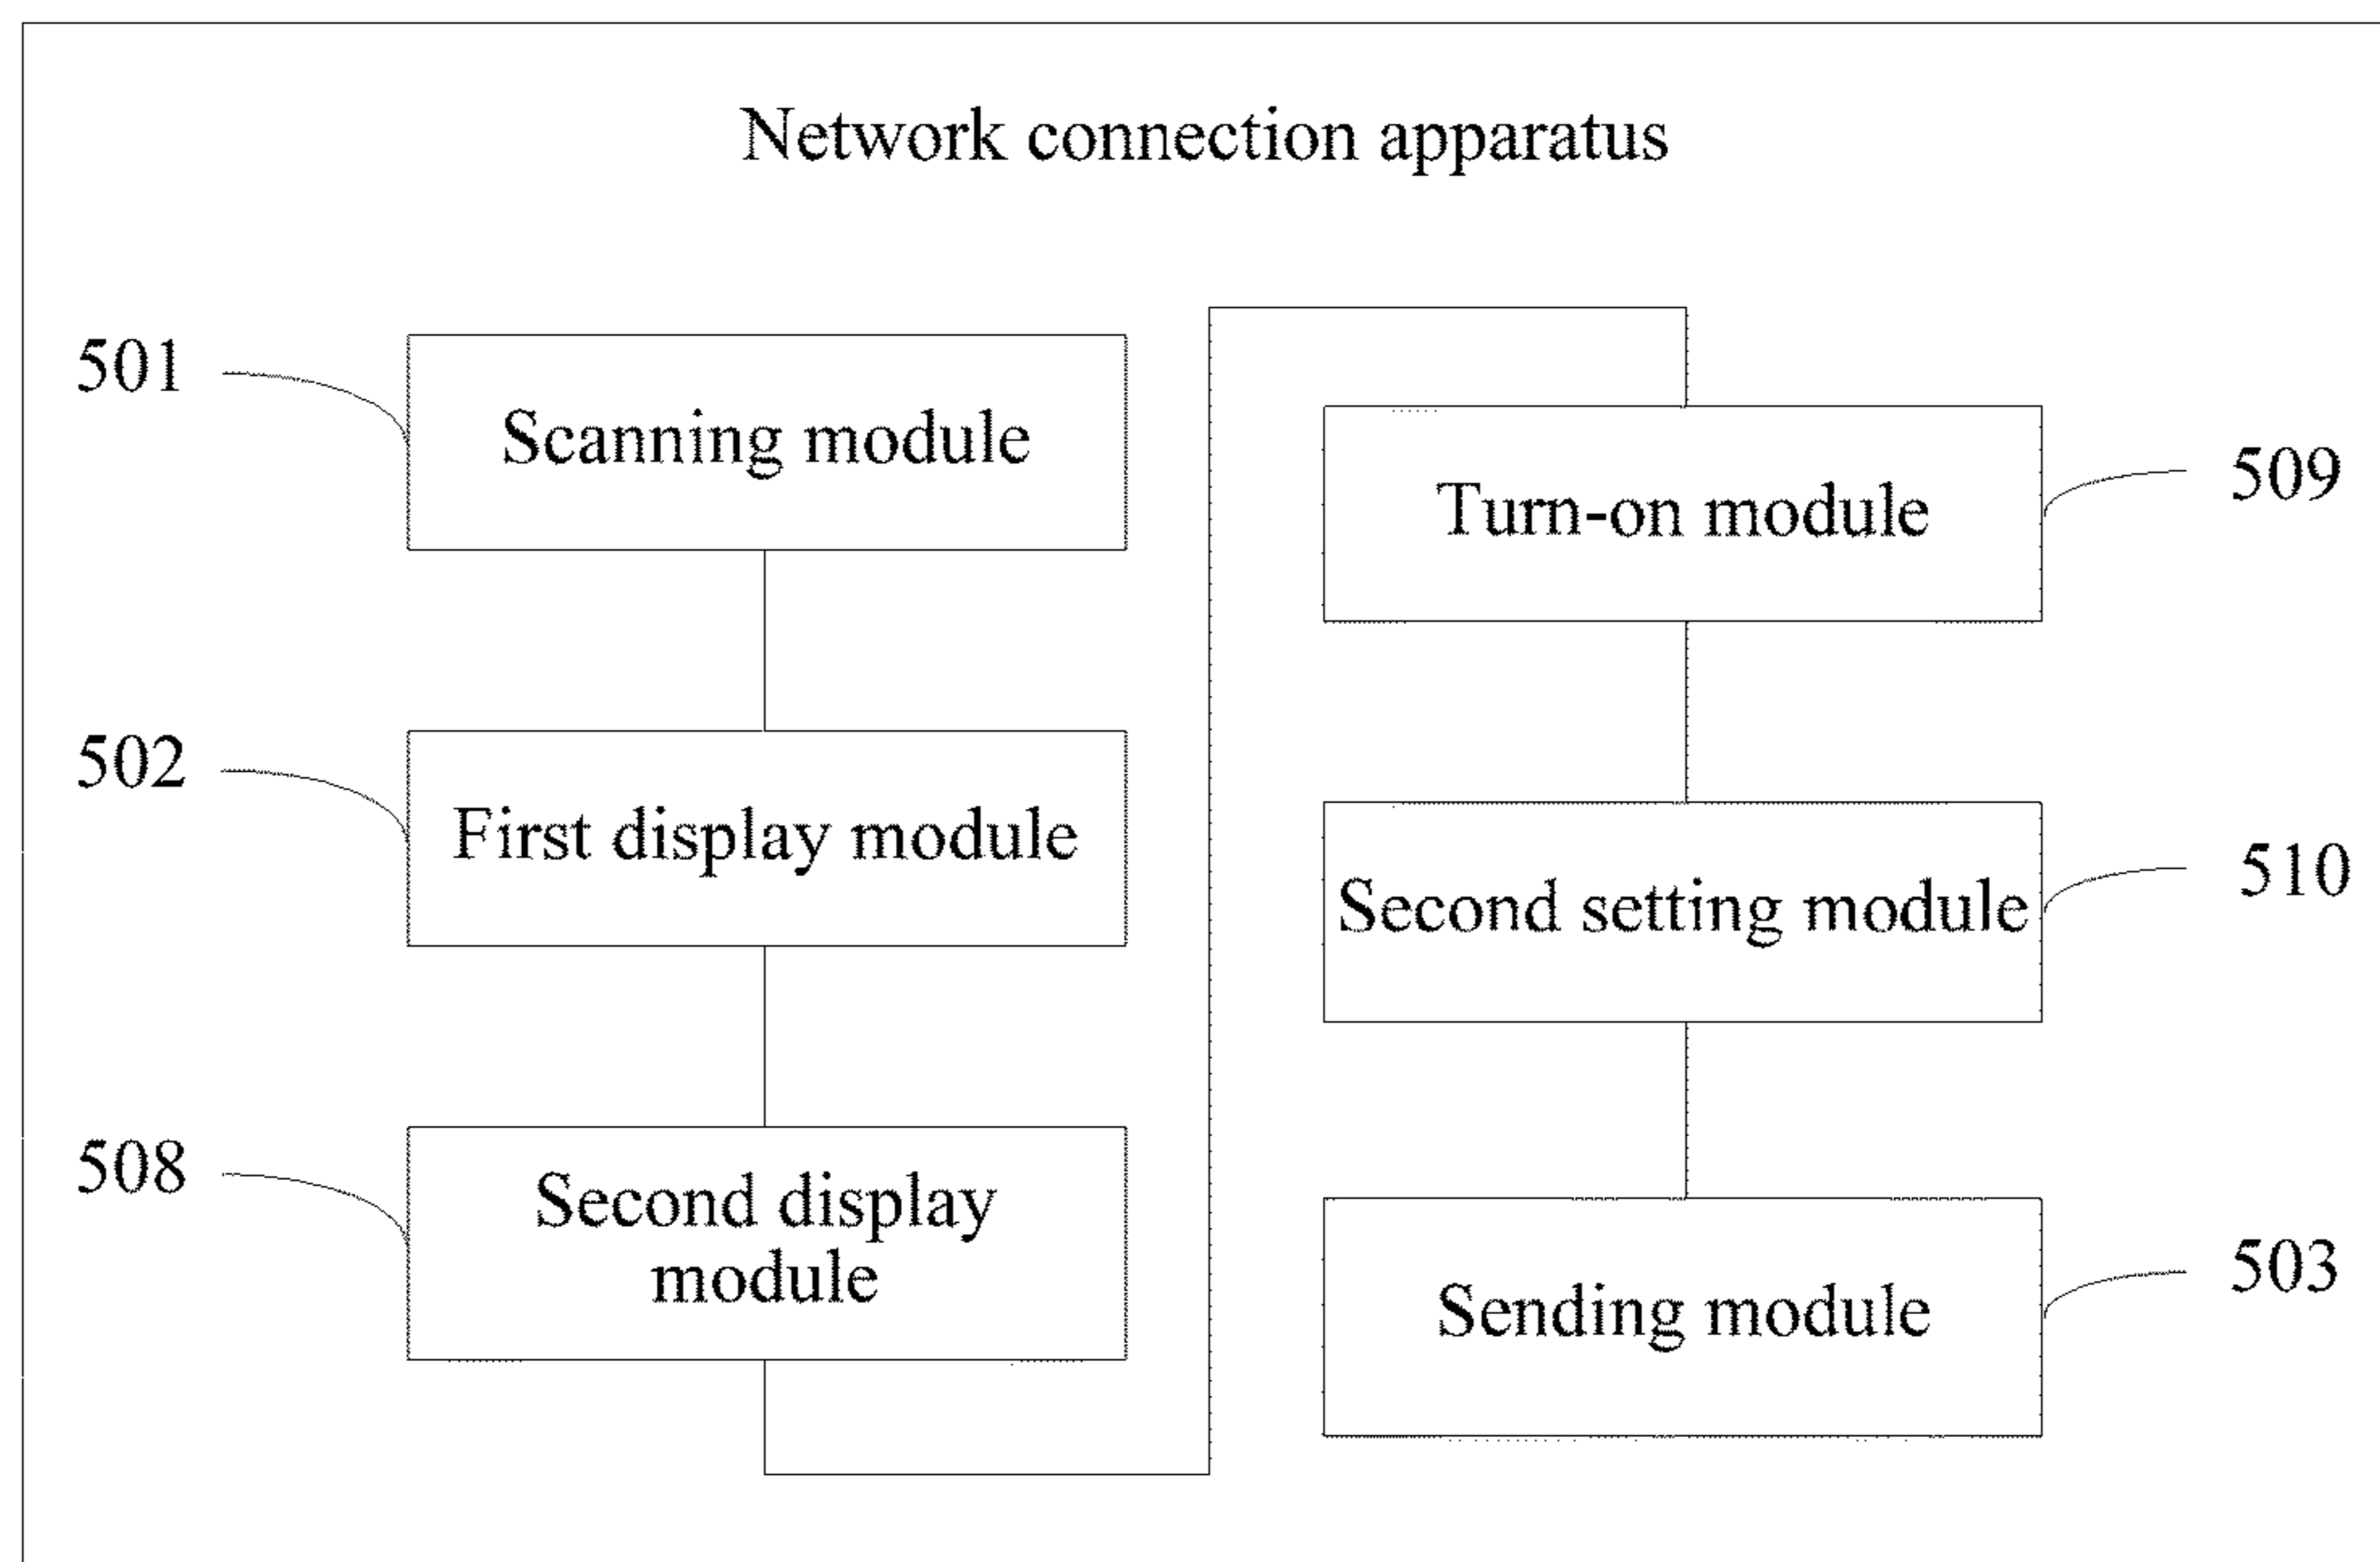 Network connection apparatus
501
Scanning module
502
First display module
508
Second display
module
Turn-on module
509
Second setting module
510
Sending module
503